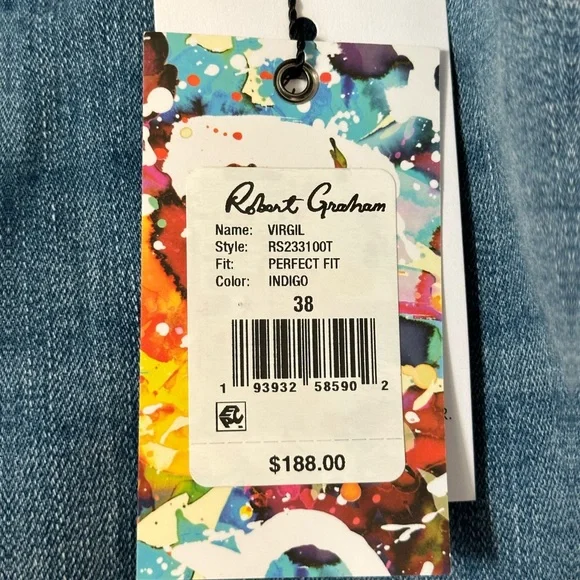 Robert Graham
Name: VIRGIL
Style: RS233100T
Fit: PERFECT FIT
Color: INDIGO
38
1 93932 58590 2
$188.00